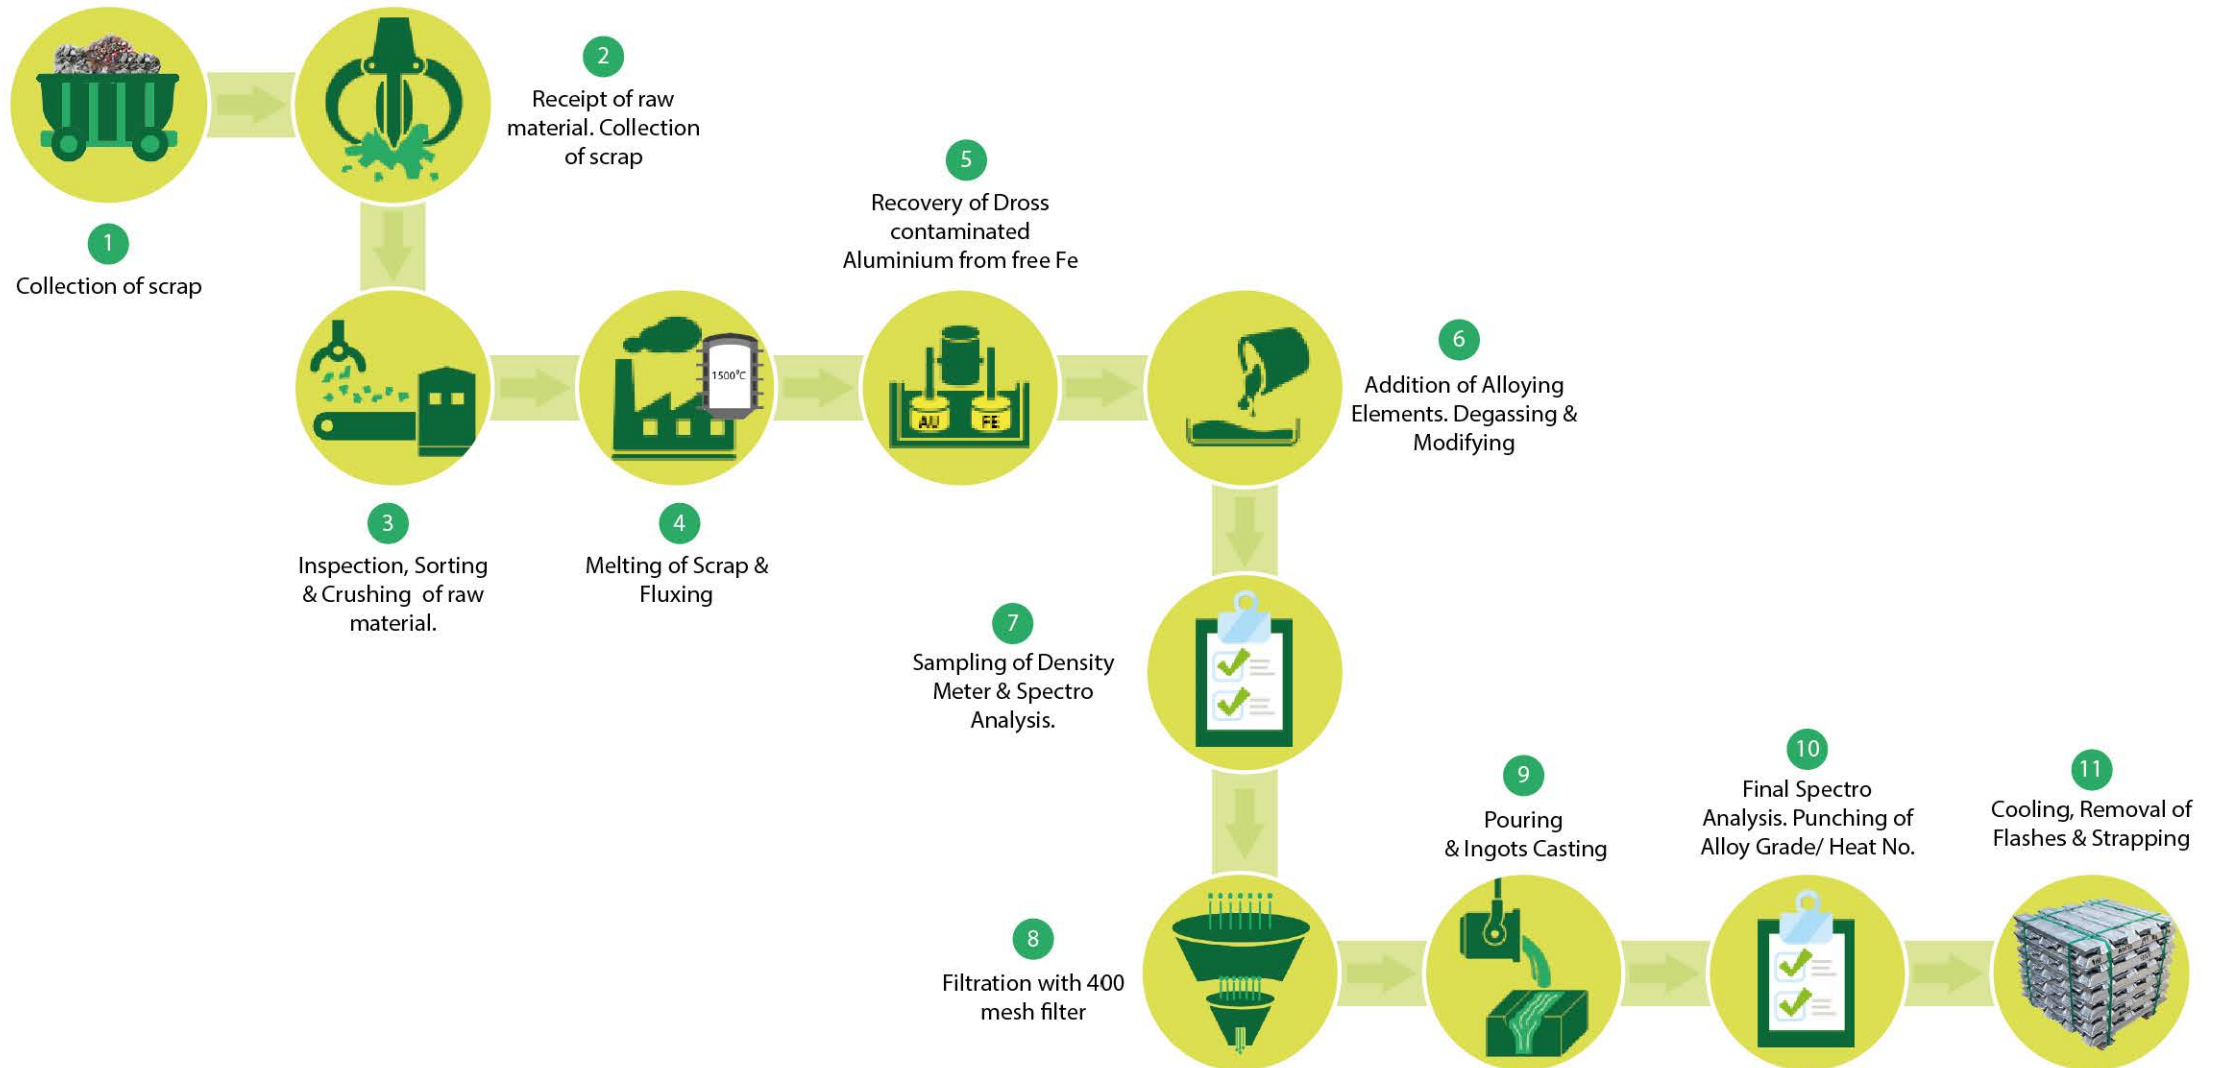 1
Collection of scrap
2
Receipt of raw
material. Collection
of scrap
3
Inspection, Sorting
& Crushing of raw
material.
1500°C
4
Melting of Scrap &
Fluxing
5
Recovery of Dross
contaminated
Aluminium from free Fe
AU FE
6
Addition of Alloying
Elements. Degassing &
Modifying
7
Sampling of Density
Meter & Spectro
Analysis.
8
Filtration with 400
mesh filter
9
Pouring
& Ingots Casting
10
Final Spectro
Analysis. Punching of
Alloy Grade/ Heat No.
11
Cooling, Removal of
Flashes & Strapping